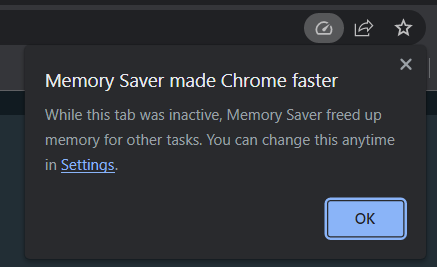 Memory Saver made Chrome faster
While this tab was inactive, Memory Saver freed up
memory for other tasks. You can change this anytime
in Settings.
OK